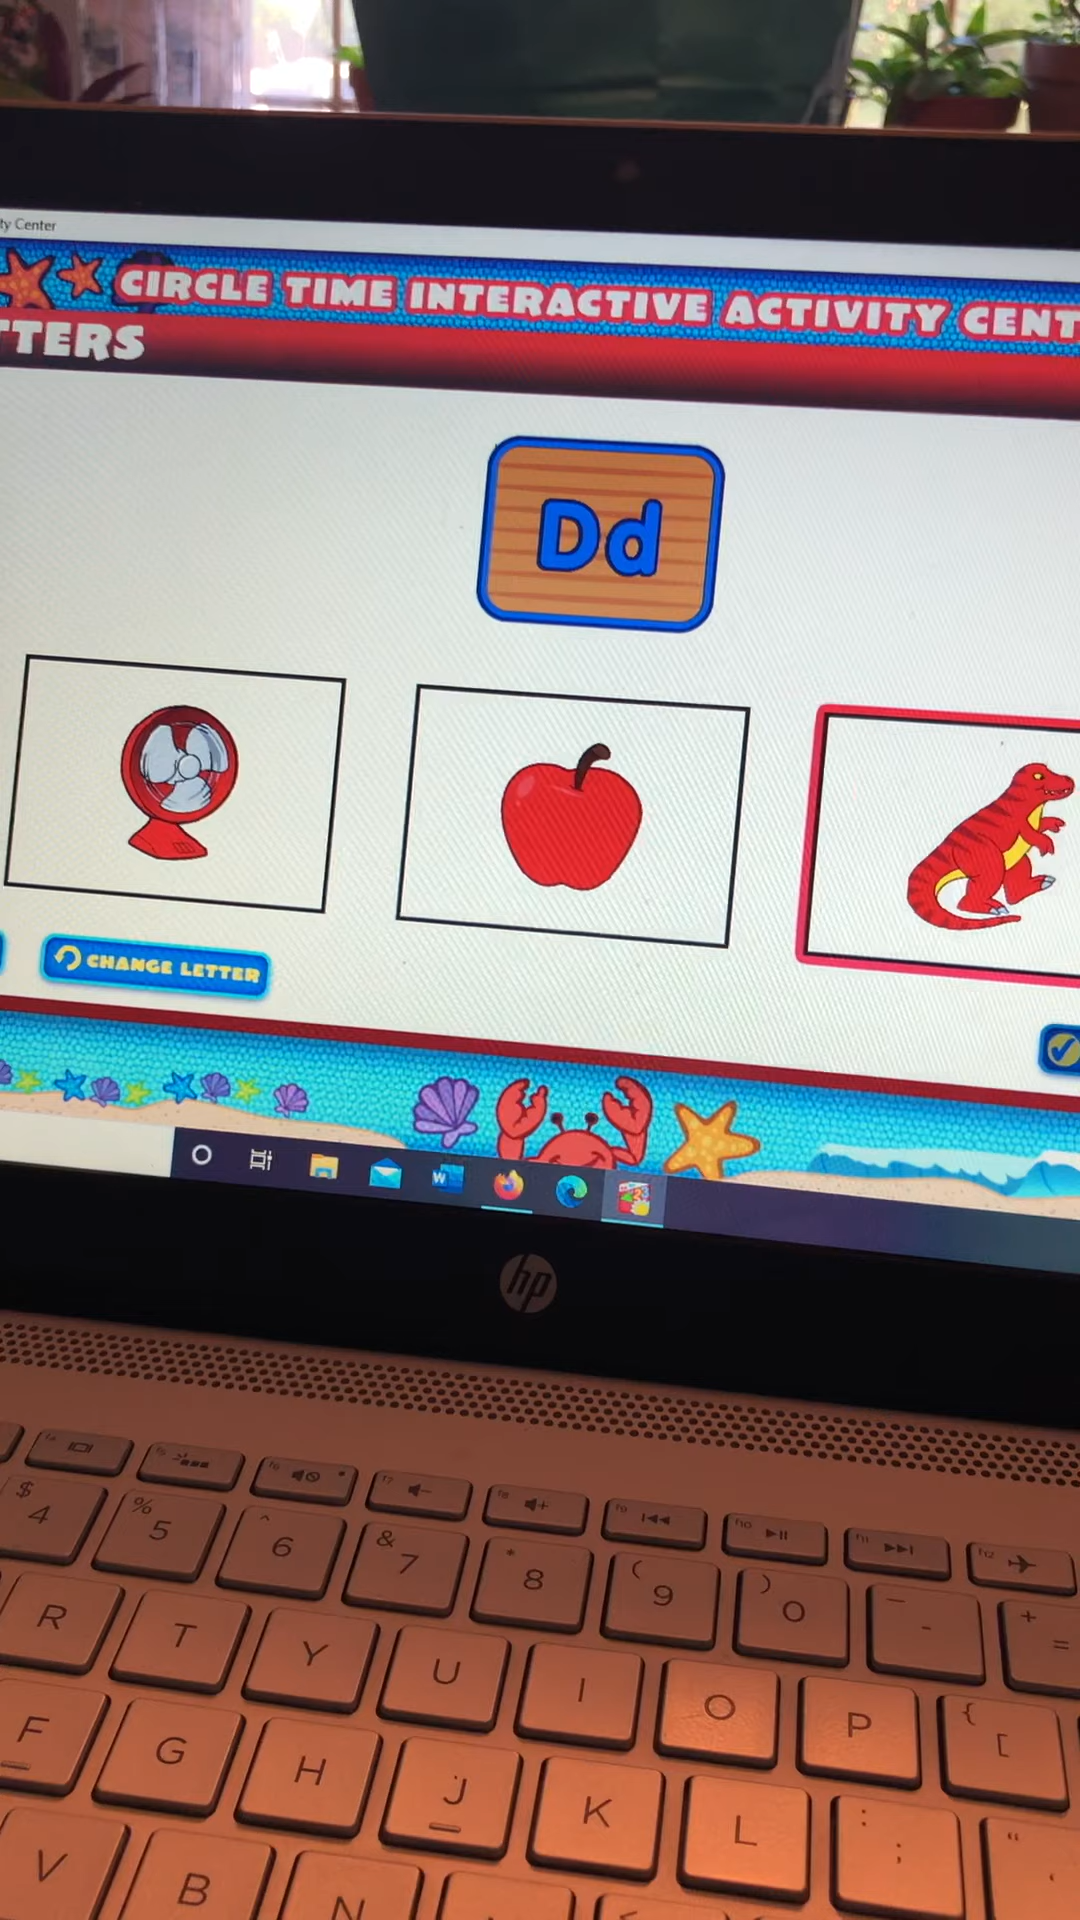 ty Center
CIRCLE TIME INTERACTIVE ACTIVITY CENT
TTERS
Dd
CHANGE LETTER
hp
$ 4 % 5 ^ 6 & 7 * 8 ( 9 ) 0 _ - + =
R T Y U I O P { [
F G H J K L : ;
V B N